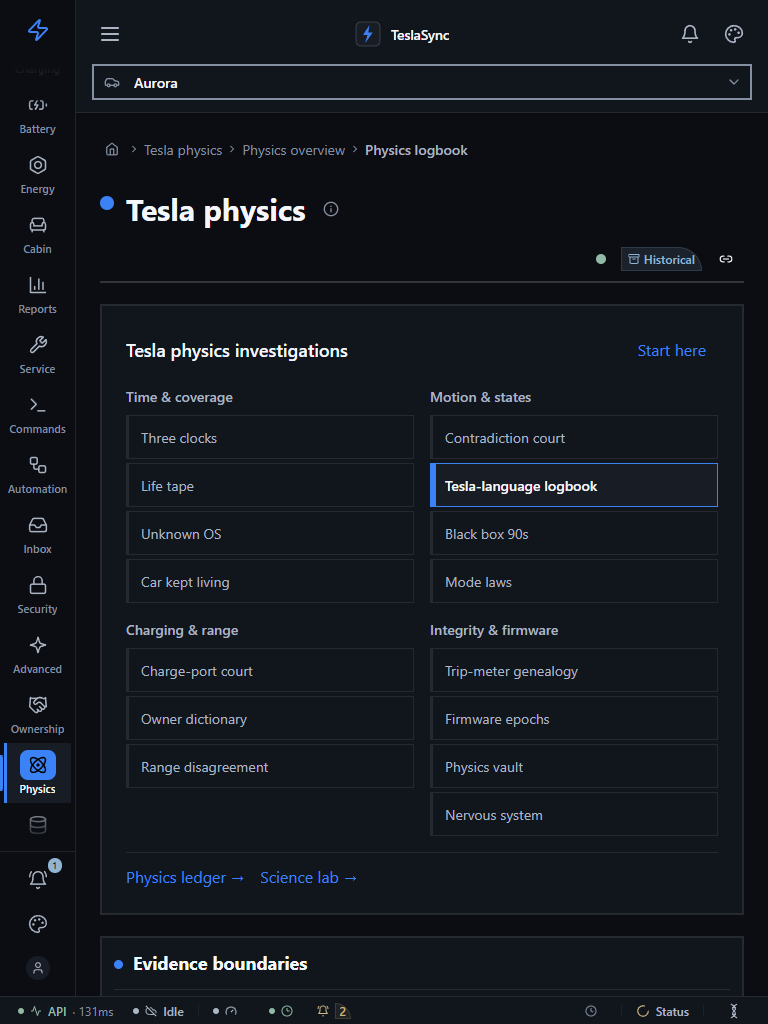 TeslaSync
Aurora
Charging
Battery
Energy
Cabin
Reports
Service
Commands
Automation
Inbox
Security
Advanced
Ownership
Physics
1
Tesla physics > Physics overview > Physics logbook
Tesla physics
Historical
Tesla physics investigations
Start here
Time & coverage
Three clocks
Life tape
Unknown OS
Car kept living
Motion & states
Contradiction court
Tesla-language logbook
Black box 90s
Mode laws
Charging & range
Charge-port court
Owner dictionary
Range disagreement
Integrity & firmware
Trip-meter genealogy
Firmware epochs
Physics vault
Nervous system
Physics ledger → Science lab →
Evidence boundaries
API · 131ms Idle 2 Status